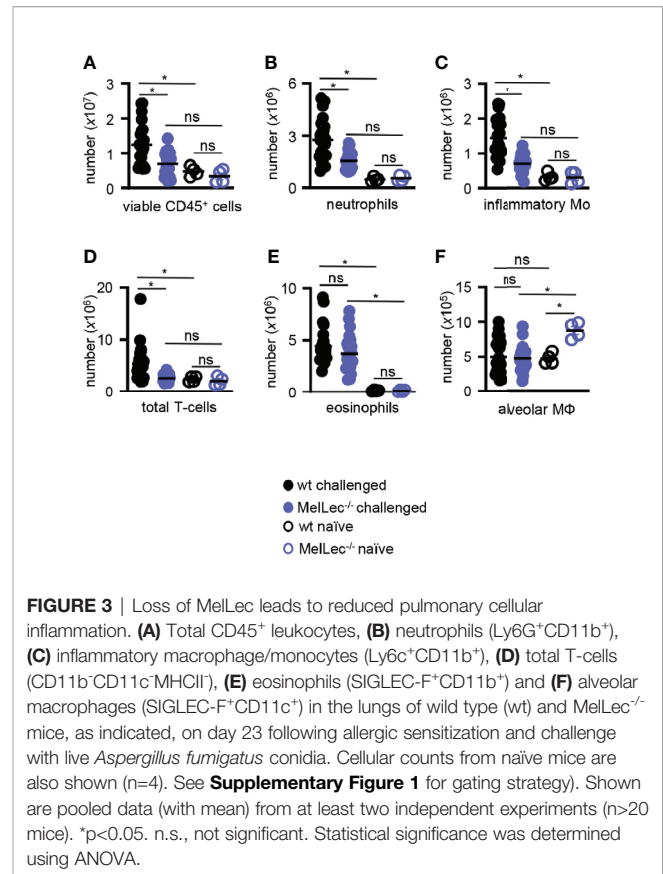 A
B
C
number (x10⁷)
3
2
1
0
*
*
ns
ns
viable CD45⁺ cells
number (x10⁶)
6
3
0
*
*
ns
ns
neutrophils
number (x10⁶)
3
2
1
0
*
*
ns
ns
inflammatory Mo
D
E
F
number (x10⁶)
20
10
0
*
*
ns
ns
total T-cells
number (x10⁶)
10
5
0
*
ns
*
ns
eosinophils
number (x10⁵)
15
10
5
0
ns
ns
*
*
alveolar MΦ
wt challenged
MelLec⁻/⁻ challenged
wt naïve
MelLec⁻/⁻ naïve
FIGURE 3 | Loss of MelLec leads to reduced pulmonary cellular
inflammation. (A) Total CD45⁺ leukocytes, (B) neutrophils (Ly6G⁺CD11b⁺),
(C) inflammatory macrophage/monocytes (Ly6c⁺CD11b⁺), (D) total T-cells
(CD11b⁻CD11c⁻MHCII⁻), (E) eosinophils (SIGLEC-F⁺CD11b⁺) and (F) alveolar
macrophages (SIGLEC-F⁺CD11c⁺) in the lungs of wild type (wt) and MelLec⁻/⁻
mice, as indicated, on day 23 following allergic sensitization and challenge
with live Aspergillus fumigatus conidia. Cellular counts from naïve mice are
also shown (n=4). See Supplementary Figure 1 for gating strategy). Shown
are pooled data (with mean) from at least two independent experiments (n>20
mice). *p<0.05. n.s., not significant. Statistical significance was determined
using ANOVA.